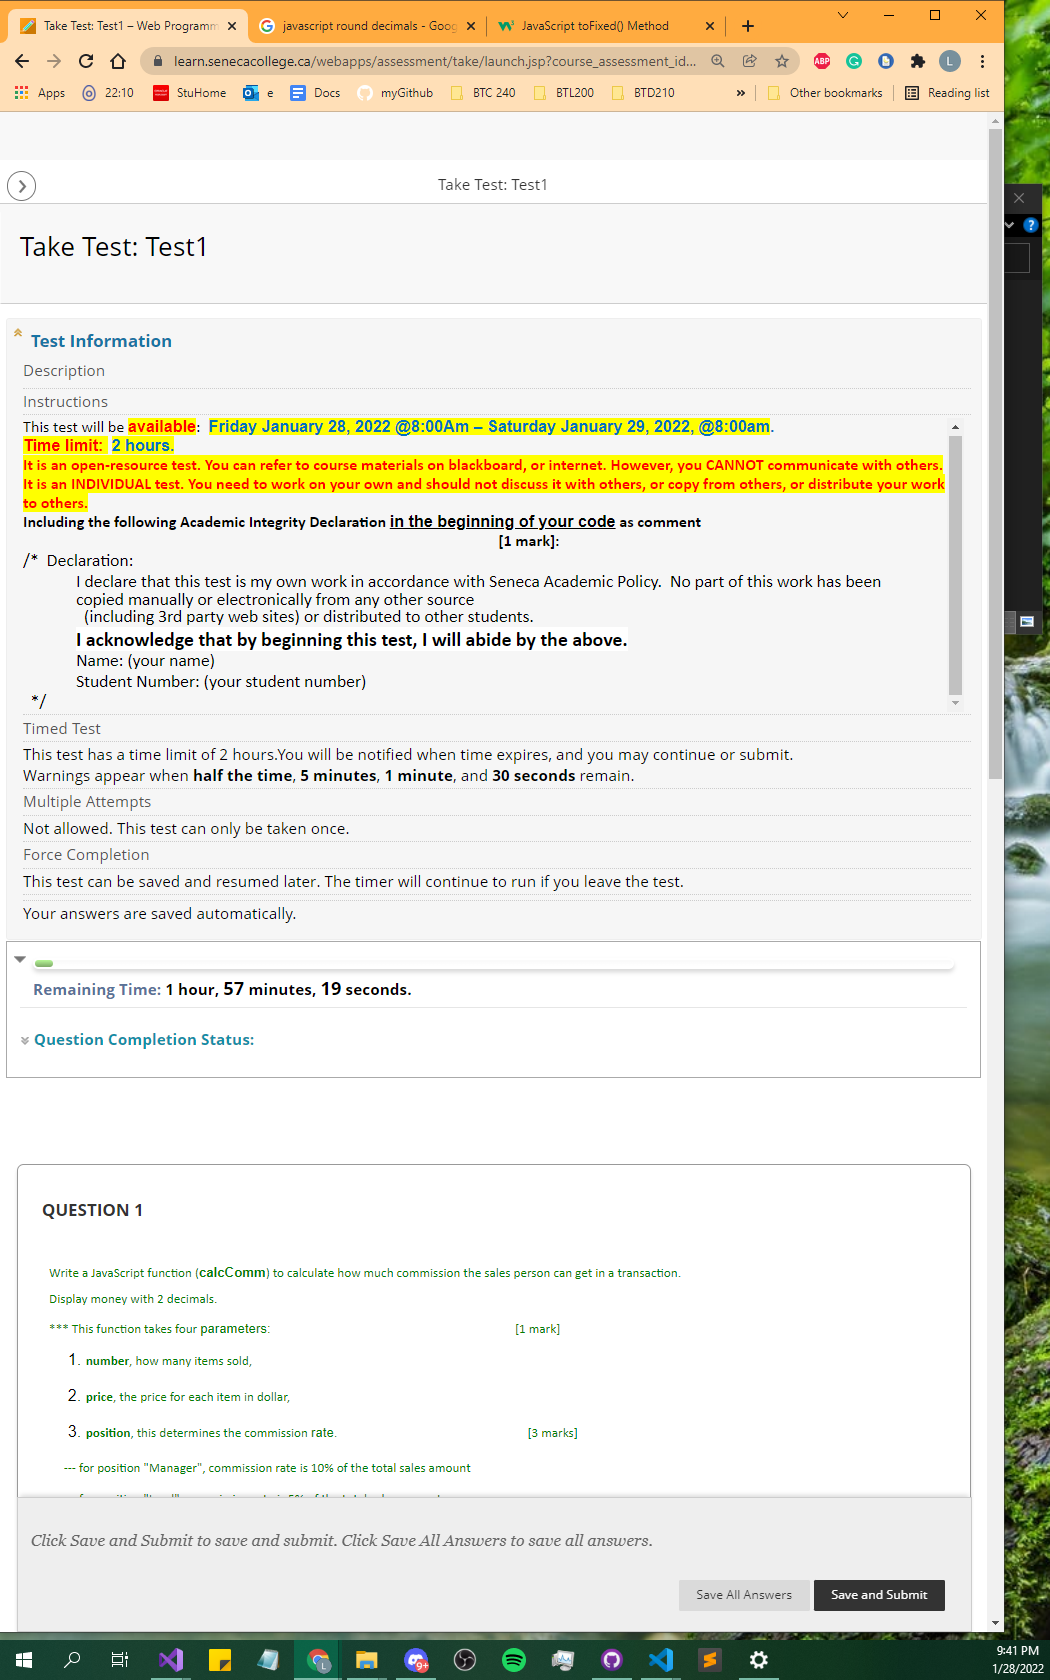 Take Test: Test1 – Web Programm
javascript round decimals - Goog
JavaScript toFixed() Method
learn.senecacollege.ca/webapps/assessment/take/launch.jsp?course_assessment_id...
ABP
L
Apps
22:10
StuHome
e
Docs
myGithub
BTC 240
BTL200
BTD210
»
Other bookmarks
Reading list
Take Test: Test1
Take Test: Test1
Test Information
Description
Instructions
This test will be available: Friday January 28, 2022 @8:00Am – Saturday January 29, 2022, @8:00am.
Time limit: 2 hours.
It is an open-resource test. You can refer to course materials on blackboard, or internet. However, you CANNOT communicate with others.
It is an INDIVIDUAL test. You need to work on your own and should not discuss it with others, or copy from others, or distribute your work
to others.
Including the following Academic Integrity Declaration in the beginning of your code as comment
[1 mark]:
/* Declaration:
I declare that this test is my own work in accordance with Seneca Academic Policy. No part of this work has been
copied manually or electronically from any other source
(including 3rd party web sites) or distributed to other students.
I acknowledge that by beginning this test, I will abide by the above.
Name: (your name)
Student Number: (your student number)
*/
Timed Test
This test has a time limit of 2 hours.You will be notified when time expires, and you may continue or submit.
Warnings appear when half the time, 5 minutes, 1 minute, and 30 seconds remain.
Multiple Attempts
Not allowed. This test can only be taken once.
Force Completion
This test can be saved and resumed later. The timer will continue to run if you leave the test.
Your answers are saved automatically.
Remaining Time: 1 hour, 57 minutes, 19 seconds.
Question Completion Status:
QUESTION 1
Write a JavaScript function (calcComm) to calculate how much commission the sales person can get in a transaction.
Display money with 2 decimals.
*** This function takes four parameters: [1 mark]
1. number, how many items sold,
2. price, the price for each item in dollar,
3. position, this determines the commission rate. [3 marks]
--- for position "Manager", commission rate is 10% of the total sales amount
Click Save and Submit to save and submit. Click Save All Answers to save all answers.
Save All Answers
Save and Submit
9+
L
9:41 PM
1/28/2022